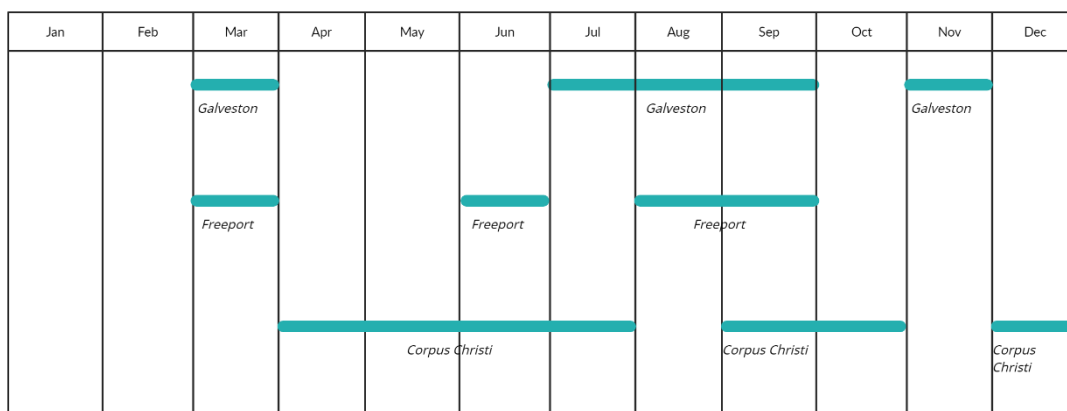 Jan Feb Mar Apr May Jun Jul Aug Sep Oct Nov Dec
Galveston Galveston Galveston
Freeport Freeport Freeport
Corpus Christi Corpus Christi Corpus
Christi